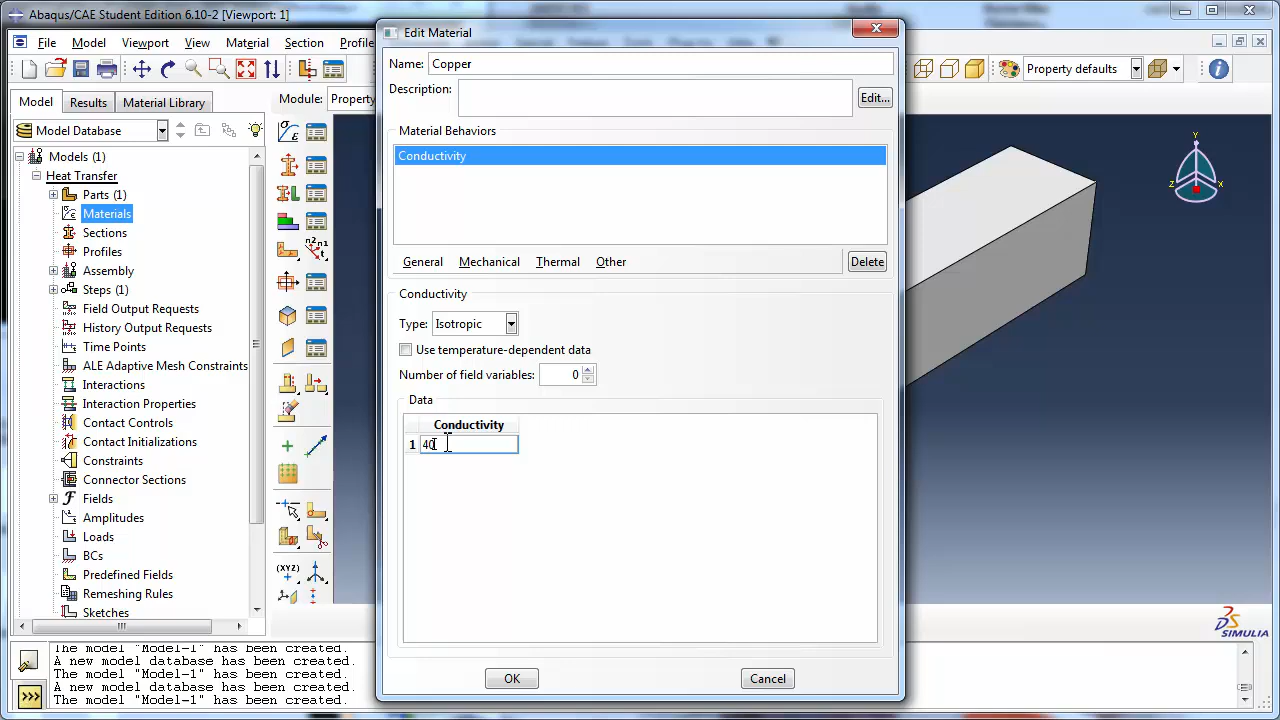 Abaqus/CAE Student Edition 6.10-2 [Viewport: 1]
Edit Material
File Model Viewport View Material Section Profile
Name: Copper
Property defaults
Description:
Edit...
Model Results Material Library
Module: Property
Model Database
Material Behaviors
Conductivity
Models (1)
Heat Transfer
Parts (1)
Materials
Sections
Profiles
Assembly
Steps (1)
Field Output Requests
History Output Requests
Time Points
ALE Adaptive Mesh Constraints
Interactions
Interaction Properties
Contact Controls
Contact Initializations
Constraints
Connector Sections
Fields
Amplitudes
Loads
BCs
Predefined Fields
Remeshing Rules
Sketches
General Mechanical Thermal Other
Delete
Conductivity
Type: Isotropic
Use temperature-dependent data
Number of field variables: 0
Data
Conductivity
1 40
OK Cancel
Y
Z X
(XYZ)
SIMULIA
The model "Model-1" has been created.
A new model database has been created.
The model "Model-1" has been created.
A new model database has been created.
The model "Model-1" has been created.
>>>